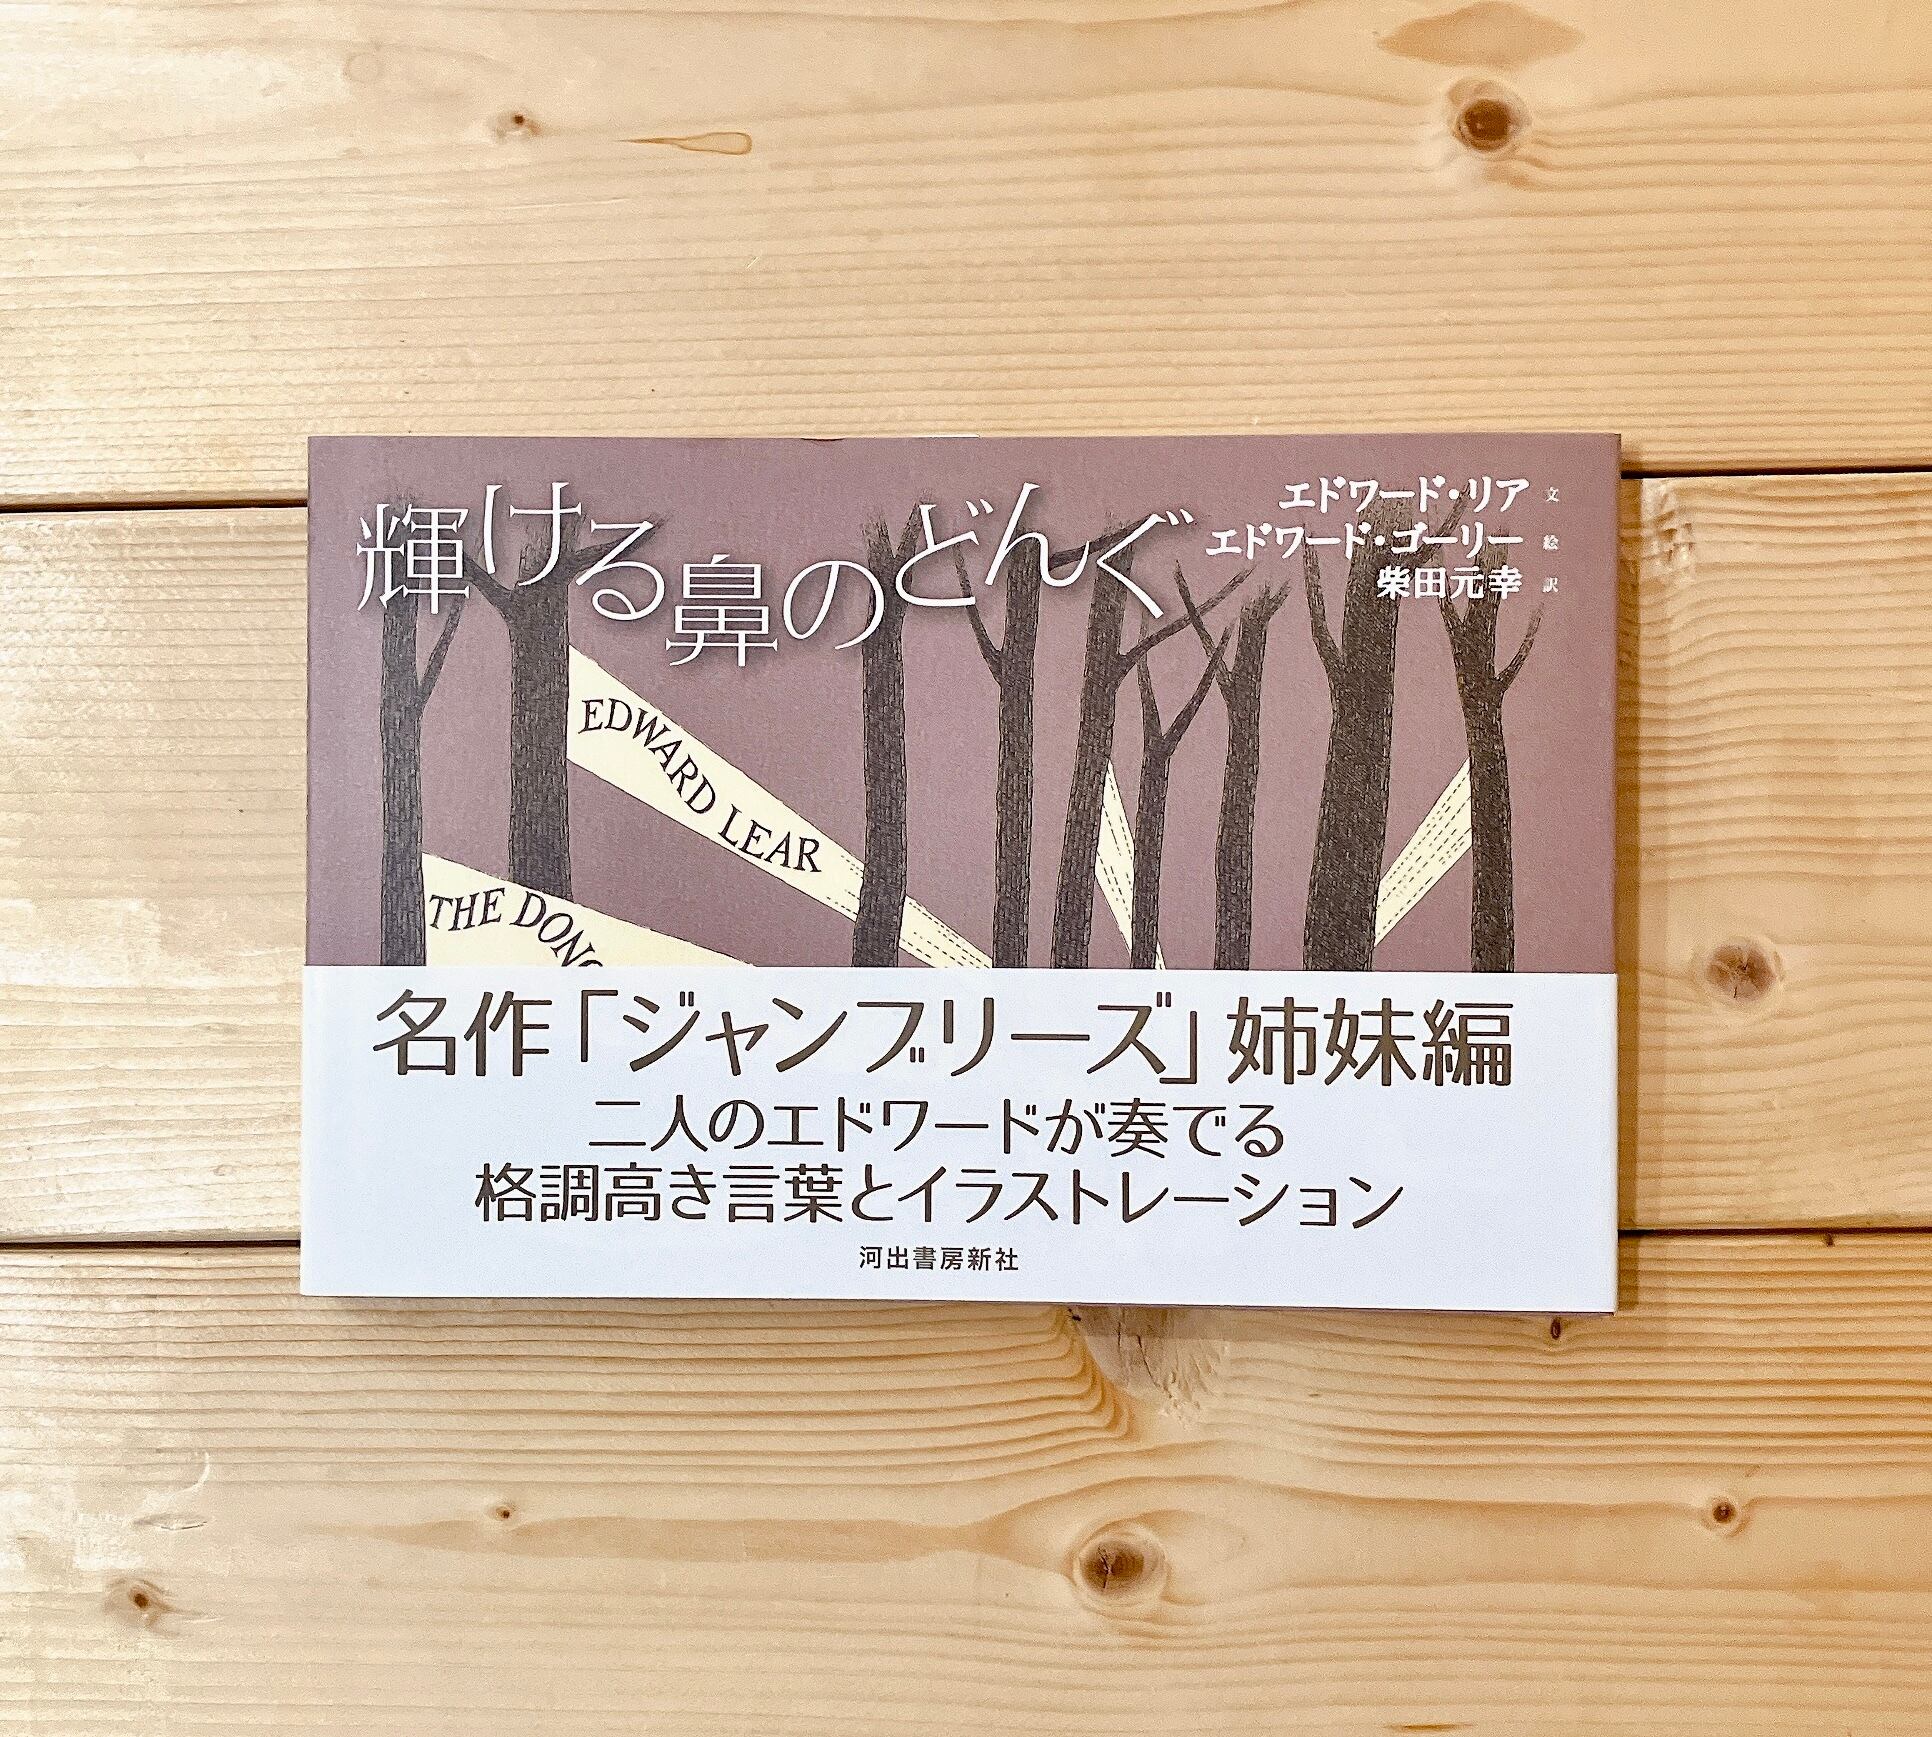 輝ける鼻のどんぐ
エドワード・リア 文
エドワード・ゴーリー 絵
柴田元幸 訳
EDWARD LEAR
THE DONG
名作「ジャンブリーズ」姉妹編
二人のエドワードが奏でる
格調高き言葉とイラストレーション
河出書房新社